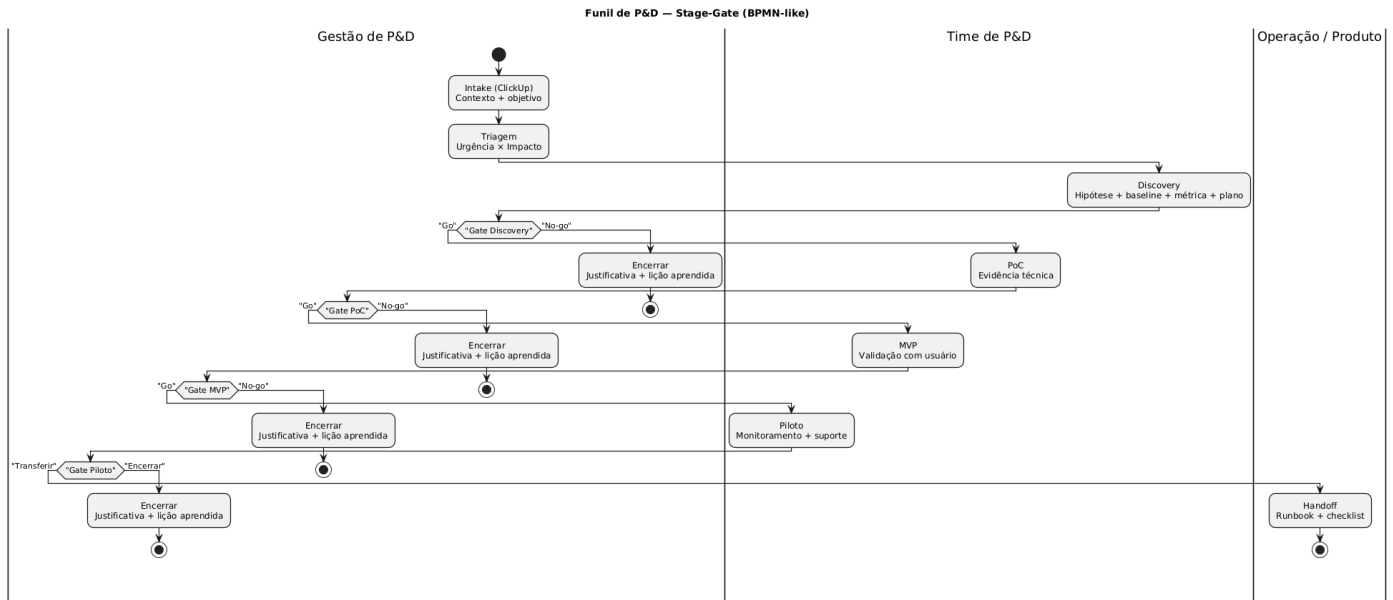 Funil de P&D — Stage-Gate (BPMN-like)
Gestão de P&D
Time de P&D
Operação / Produto
Intake (ClickUp)
Contexto + objetivo
Triagem
Urgência × Impacto
Discovery
Hipótese + baseline + métrica + plano
"Go"
"Gate Discovery"
"No-go"
Encerrar
Justificativa + lição aprendida
PoC
Evidência técnica
"Go"
"Gate PoC"
"No-go"
Encerrar
Justificativa + lição aprendida
MVP
Validação com usuário
"Go"
"Gate MVP"
"No-go"
Encerrar
Justificativa + lição aprendida
Piloto
Monitoramento + suporte
"Transferir"
"Gate Piloto"
"Encerrar"
Encerrar
Justificativa + lição aprendida
Handoff
Runbook + checklist